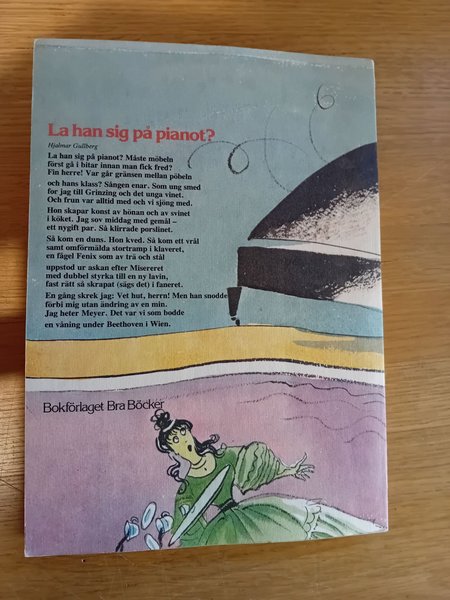 La han sig på pianot?
Hjalmar Gullberg
La han sig på pianot? Måste möbeln
först gå i bitar innan man fick fred?
Fin herre! Var går gränsen mellan pöbeln
och hans klass? Sången enar. Som ung smed
for jag till Grinzing och det unga vinet.
Och frun var alltid med och vi sjöng med.
Hon skapar konst av hönan och av svinet
i köket. Jag sov middag med gemål –
ett nygift par. Så klirrade porslinet.
Så kom en duns. Hon kved. Så kom ett vrål
samt omförmälda stortramp i klaveret,
en fågel Fenix som av trä och stål
uppstod ur askan efter Misereret
med dubbel styrka till en ny lavin,
fast rätt så skrapat (sägs det) i faneret.
En gång skrek jag: Vet hut, herrn! Men han snodde
förbi mig utan ändring av en min.
Jag heter Meyer. Det var vi som bodde
en våning under Beethoven i Wien.
Bokförlaget Bra Böcker